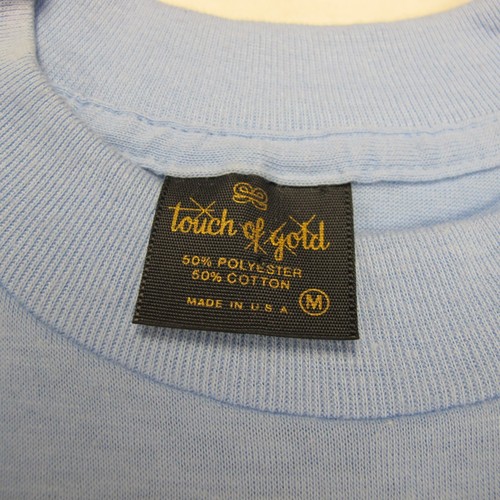 touch of gold
50% POLYESTER
50% COTTON
MADE IN U.S.A M